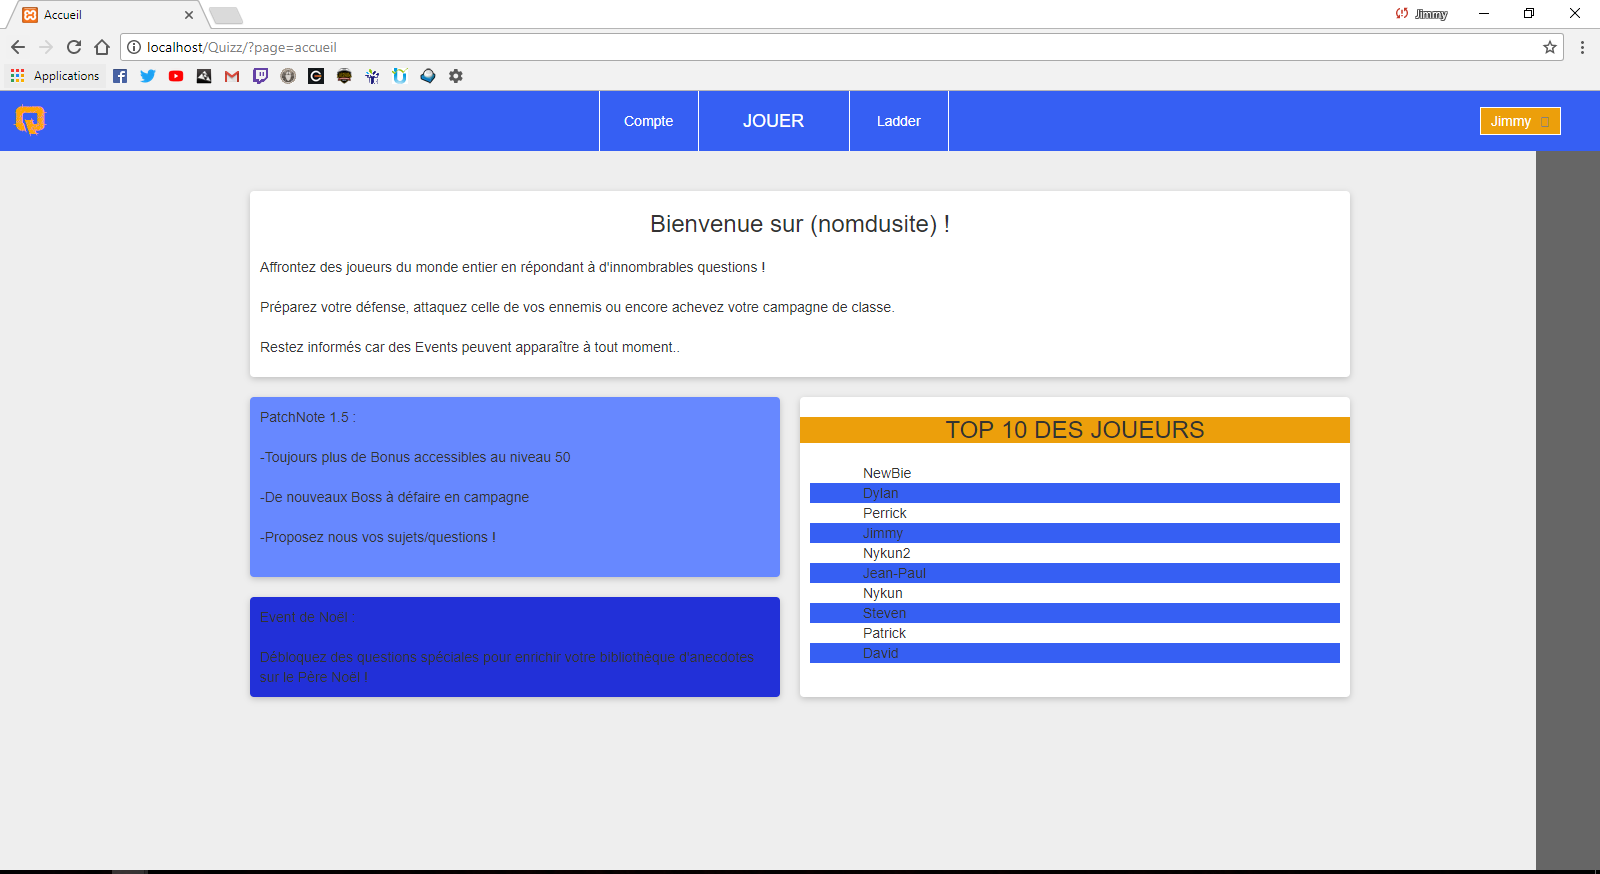 Accueil
Jimmy
localhost/Quizz/?page=accueil
Applications
Compte
JOUER
Ladder
Jimmy
Bienvenue sur (nomdusite) !
Affrontez des joueurs du monde entier en répondant à d'innombrables questions !
Préparez votre défense, attaquez celle de vos ennemis ou encore achevez votre campagne de classe.
Restez informés car des Events peuvent apparaître à tout moment..
PatchNote 1.5 :
-Toujours plus de Bonus accessibles au niveau 50
-De nouveaux Boss à défaire en campagne
-Proposez nous vos sujets/questions !
Event de Noël
Débloquez des questions spéciales pour enrichir votre bibliothèque d'anecdotes
sur le Père Noël !
TOP 10 DES JOUEURS
NewBie
Dylan
Perrick
Jimmy
Nykun2
Jean-Paul
Nykun
Steven
Patrick
David